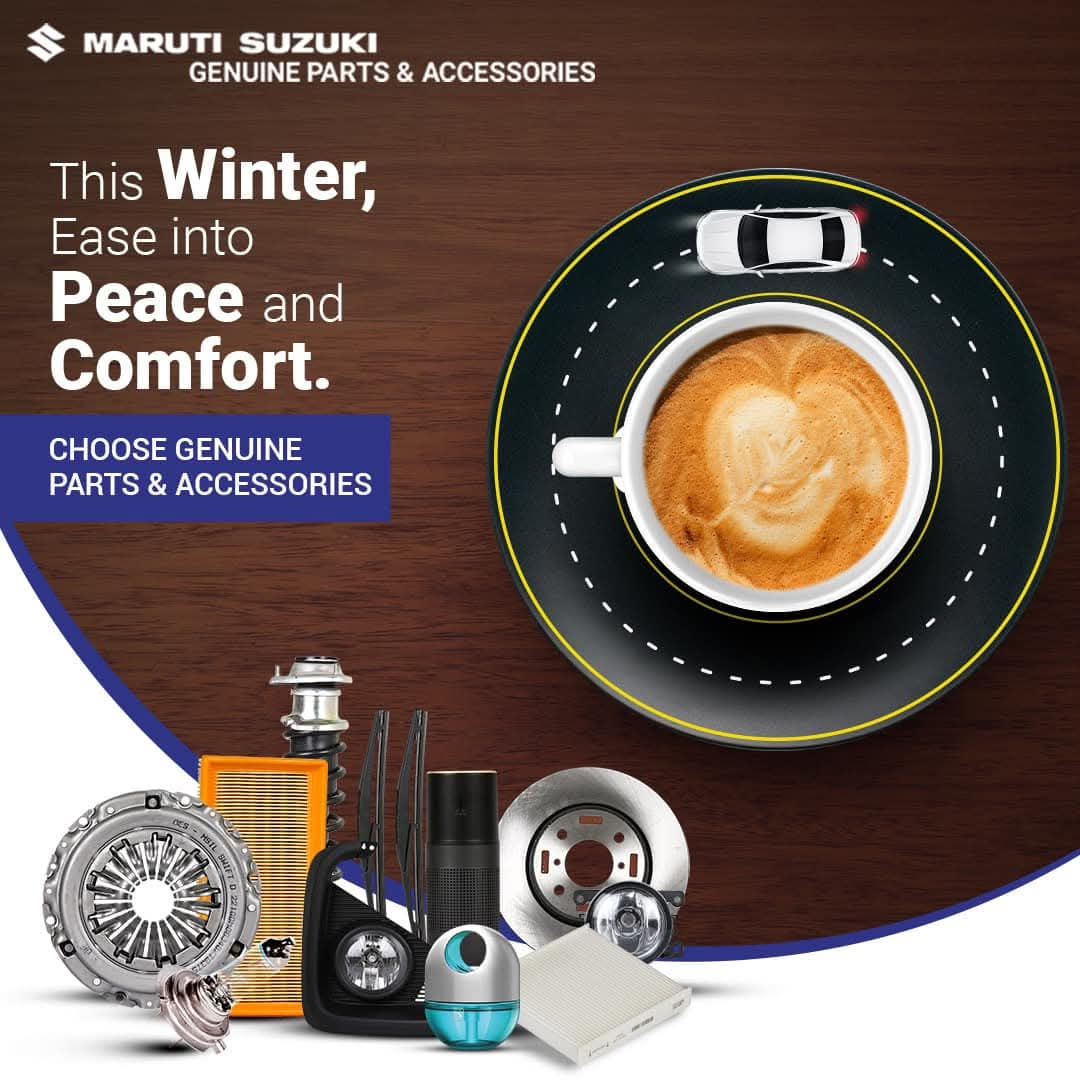 MARUTI SUZUKI
GENUINE PARTS & ACCESSORIES
This Winter,
Ease into
Peace and
Comfort.
CHOOSE GENUINE
PARTS & ACCESSORIES